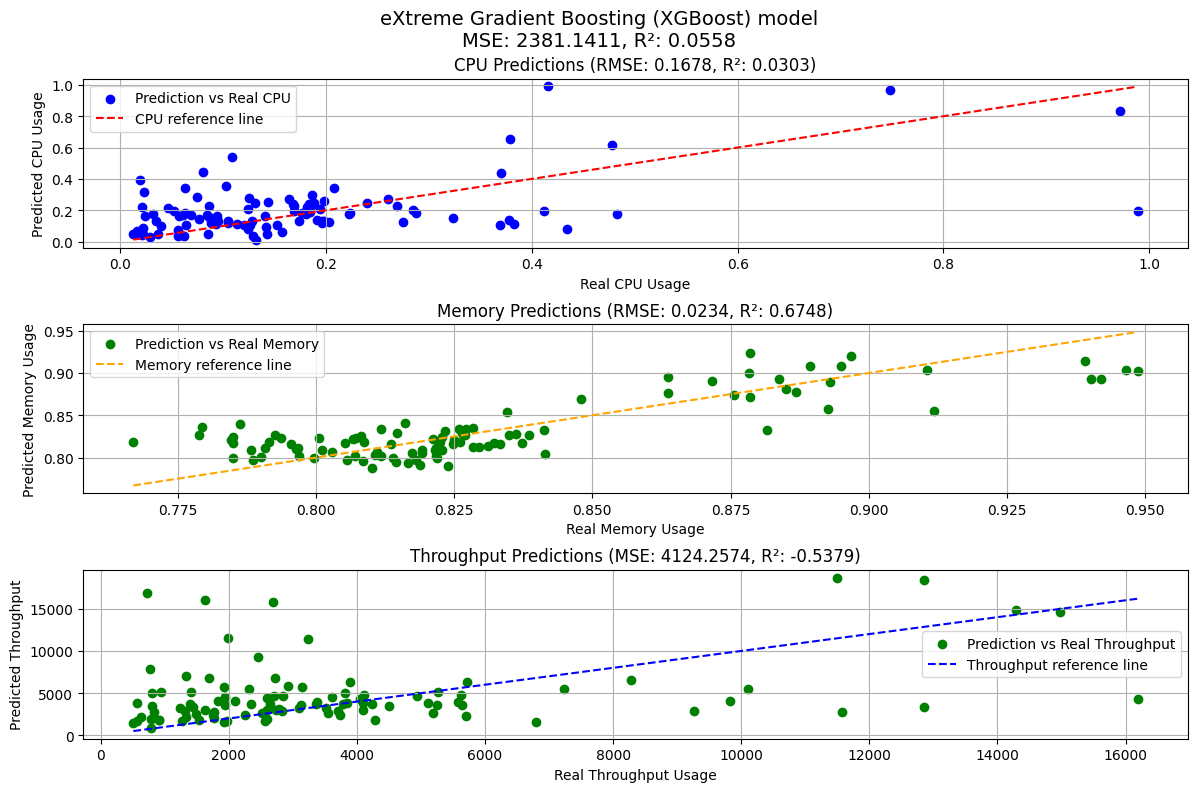 eXtreme Gradient Boosting (XGBoost) model
MSE: 2381.1411, R²: 0.0558
CPU Predictions (RMSE: 0.1678, R²: 0.0303)
Predicted CPU Usage
1.0
0.8
0.6
0.4
0.2
0.0
Prediction vs Real CPU
CPU reference line
0.0 0.2 0.4 0.6 0.8 1.0
Real CPU Usage
Memory Predictions (RMSE: 0.0234, R²: 0.6748)
Predicted Memory Usage
0.95
0.90
0.85
0.80
Prediction vs Real Memory
Memory reference line
0.775 0.800 0.825 0.850 0.875 0.900 0.925 0.950
Real Memory Usage
Throughput Predictions (MSE: 4124.2574, R²: -0.5379)
Predicted Throughput
15000
10000
5000
0
Prediction vs Real Throughput
Throughput reference line
0 2000 4000 6000 8000 10000 12000 14000 16000
Real Throughput Usage